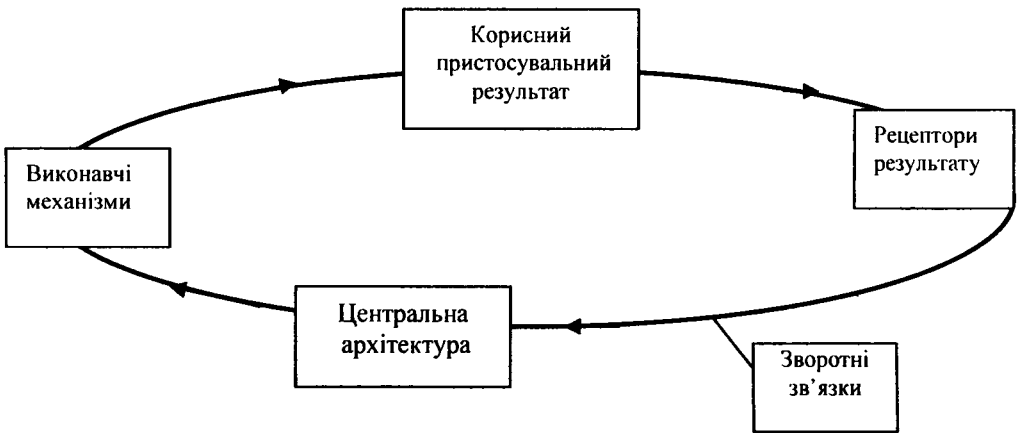 Корисний
пристосувальний
результат
Рецептори
результату
Виконавчі
механізми
Центральна
архітектура
Зворотні
зв'язки